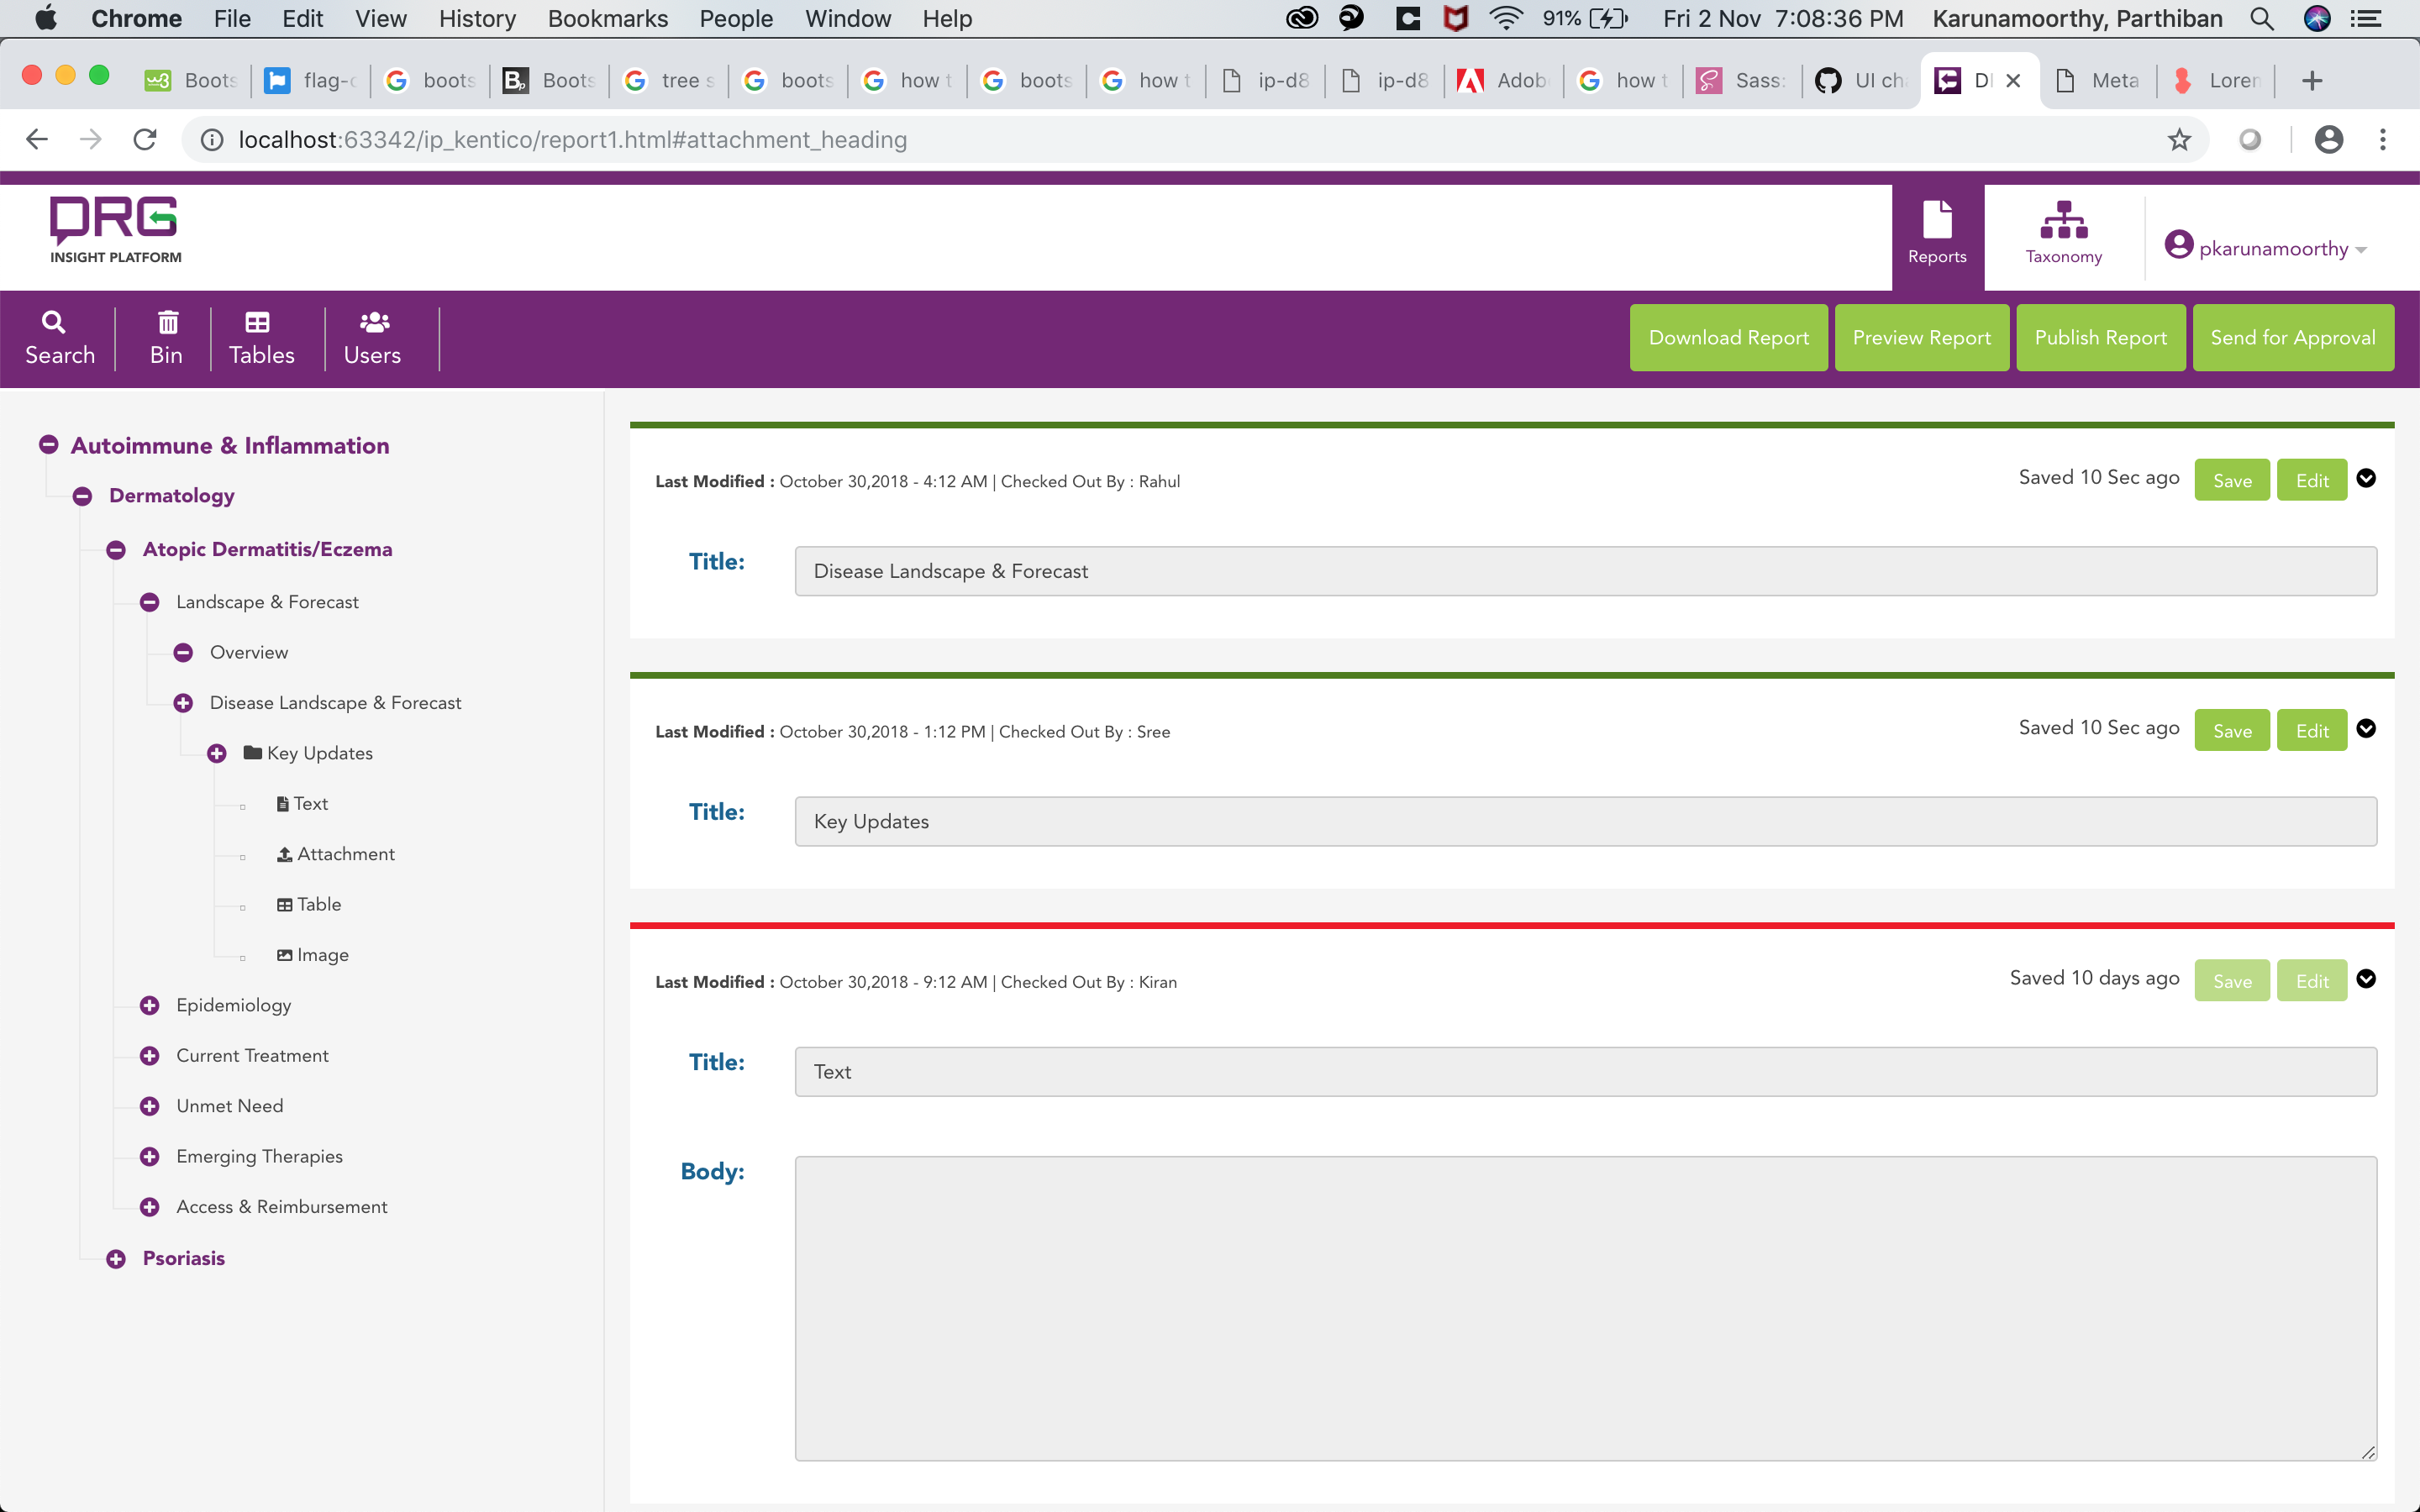 Chrome File Edit View History Bookmarks People Window Help 91% Fri 2 Nov 7:08:36 PM Karunamoorthy, Parthiban
Boots flag-c boots Boots tree s boots how t boots how t ip-d8 ip-d8 Adob how t Sass: UI ch Meta Lorer
localhost:63342/ip_kentico/report1.html#attachment_heading
DRG
INSIGHT PLATFORM
Reports Taxonomy pkarunamoorthy
Search Bin Tables Users
Download Report Preview Report Publish Report Send for Approval
Autoimmune & Inflammation
Dermatology
Atopic Dermatitis/Eczema
Landscape & Forecast
Overview
Disease Landscape & Forecast
Key Updates
Text
Attachment
Table
Image
Epidemiology
Current Treatment
Unmet Need
Emerging Therapies
Access & Reimbursement
Psoriasis
Last Modified : October 30,2018 - 4:12 AM | Checked Out By : Rahul Saved 10 Sec ago Save Edit
Title: Disease Landscape & Forecast
Last Modified : October 30,2018 - 1:12 PM | Checked Out By : Sree Saved 10 Sec ago Save Edit
Title: Key Updates
Last Modified : October 30,2018 - 9:12 AM | Checked Out By : Kiran Saved 10 days ago Save Edit
Title: Text
Body: